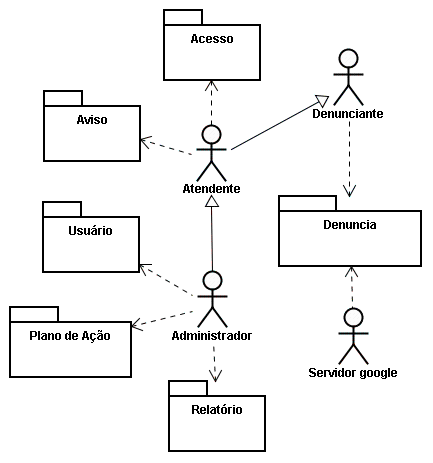 Acesso
Denunciante
Aviso
Atendente
Usuário
Denuncia
Plano de Ação
Administrador
Servidor google
Relatório